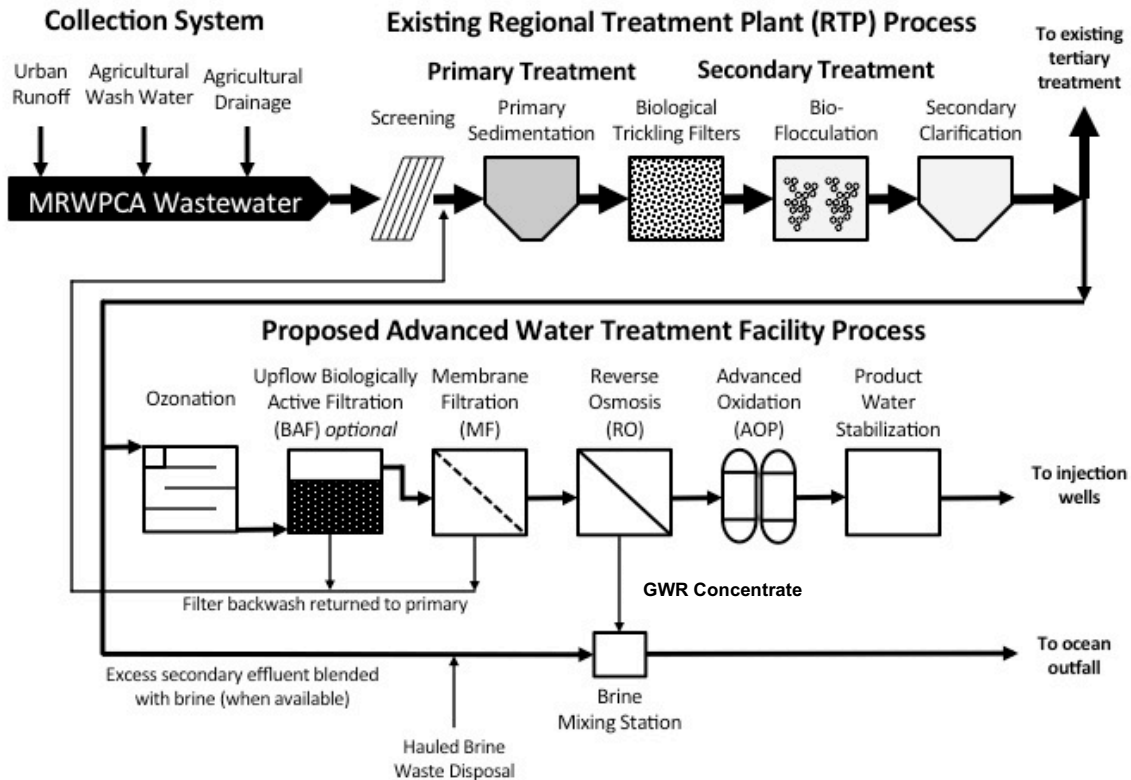 Collection System
Existing Regional Treatment Plant (RTP) Process
To existing
tertiary
treatment
Urban
Runoff
Agricultural
Wash Water
Agricultural
Drainage
Primary Treatment
Secondary Treatment
Screening
Primary
Sedimentation
Biological
Trickling Filters
Bio-
Flocculation
Secondary
Clarification
MRWPCA Wastewater
Proposed Advanced Water Treatment Facility Process
Ozonation
Upflow Biologically
Active Filtration
(BAF) optional
Membrane
Filtration
(MF)
Reverse
Osmosis
(RO)
Advanced
Oxidation
(AOP)
Product
Water
Stabilization
To injection
wells
Filter backwash returned to primary
GWR Concentrate
Excess secondary effluent blended
with brine (when available)
Hauled Brine
Waste Disposal
Brine
Mixing Station
To ocean
outfall